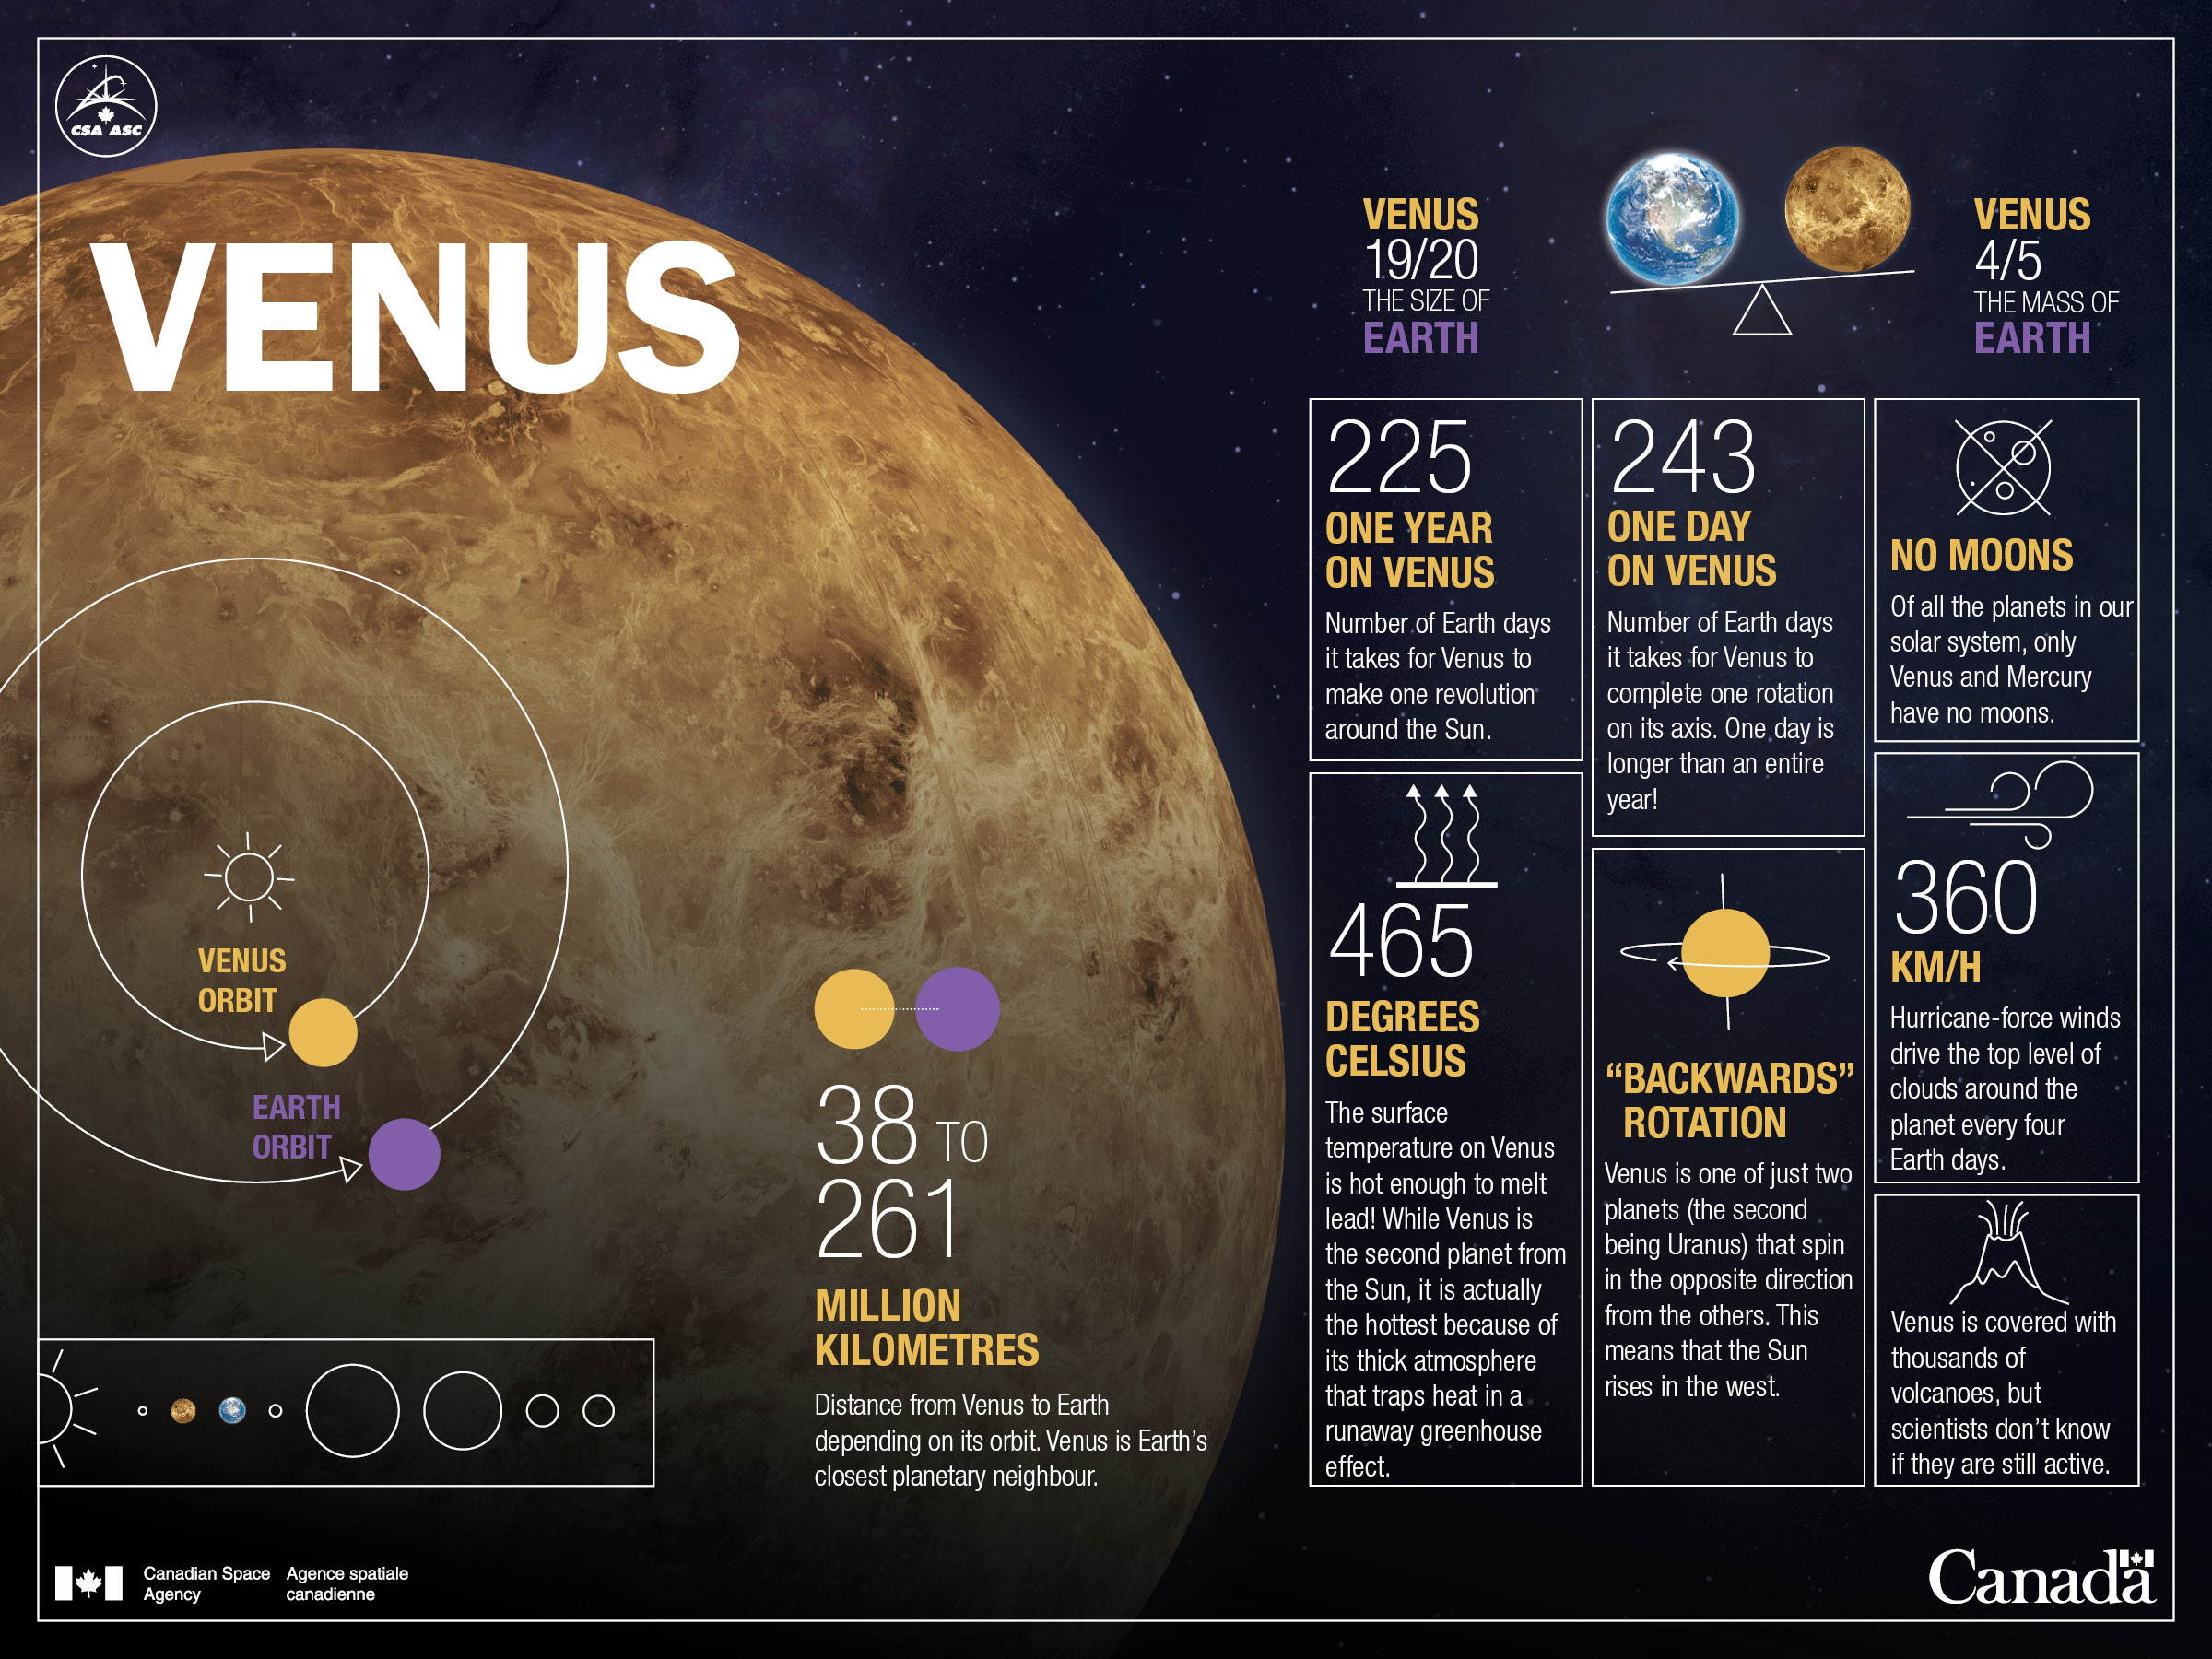 CSA ASC
VENUS
VENUS
19/20
THE SIZE OF
EARTH
VENUS
4/5
THE MASS OF
EARTH
225
ONE YEAR
ON VENUS
Number of Earth days
it takes for Venus to
make one revolution
around the Sun.
243
ONE DAY
ON VENUS
Number of Earth days
it takes for Venus to
complete one rotation
on its axis. One day is
longer than an entire
year!
NO MOONS
Of all the planets in our
solar system, only
Venus and Mercury
have no moons.
465
DEGREES
CELSIUS
The surface
temperature on Venus
is hot enough to melt
lead! While Venus is
the second planet from
the Sun, it is actually
the hottest because of
its thick atmosphere
that traps heat in a
runaway greenhouse
effect.
“BACKWARDS”
ROTATION
Venus is one of just two
planets (the second
being Uranus) that spin
in the opposite direction
from the others. This
means that the Sun
rises in the west.
360
KM/H
Hurricane-force winds
drive the top level of
clouds around the
planet every four
Earth days.
Venus is covered with
thousands of
volcanoes, but
scientists don’t know
if they are still active.
VENUS
ORBIT
EARTH
ORBIT
38 TO
261
MILLION
KILOMETRES
Distance from Venus to Earth
depending on its orbit. Venus is Earth’s
closest planetary neighbour.
Canadian Space
Agency
Agence spatiale
canadienne
Canada